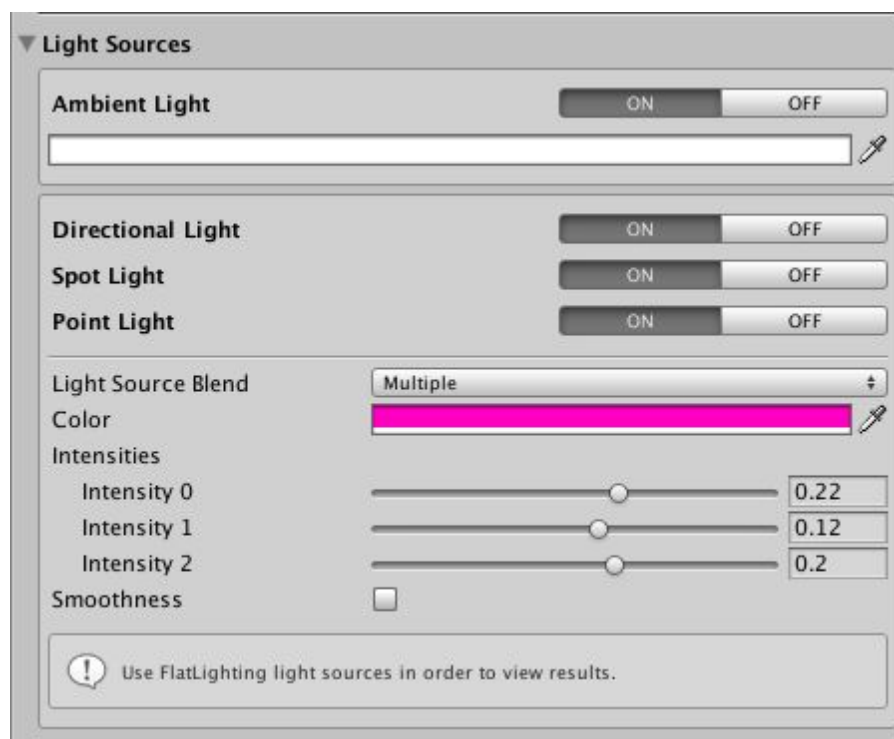 Light Sources
Ambient Light ON OFF
Directional Light ON OFF
Spot Light ON OFF
Point Light ON OFF
Light Source Blend Multiple
Color
Intensities
Intensity 0 0.22
Intensity 1 0.12
Intensity 2 0.2
Smoothness
Use FlatLighting light sources in order to view results.